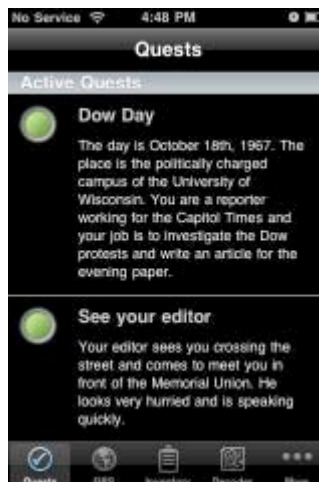 No Service 4:48 PM
Quests
Active Quests
Dow Day
The day is October 18th, 1967. The
place is the politically charged
campus of the University of
Wisconsin. You are a reporter
working for the Capitol Times and
your job is to investigate the Dow
protests and write an article for the
evening paper.
See your editor
Your editor sees you crossing the
street and comes to meet you in
front of the Memorial Union. He
looks very hurried and is speaking
quickly.
Quests GPS Inventory Decoder More